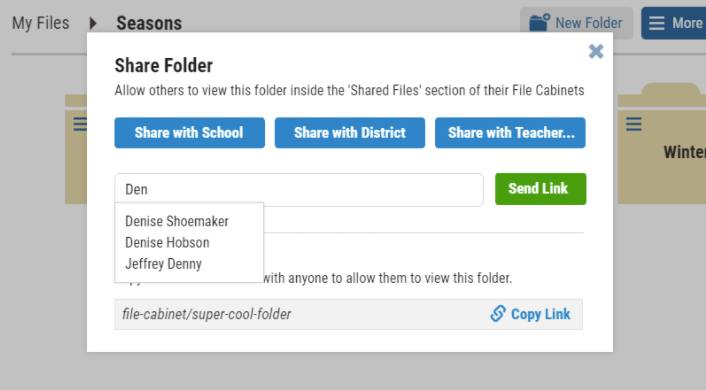 My Files Seasons New Folder More
Share Folder
Allow others to view this folder inside the 'Shared Files' section of their File Cabinets
Share with School Share with District Share with Teacher...
Winter
Den Send Link
Denise Shoemaker
Denise Hobson
Jeffrey Denny
with anyone to allow them to view this folder.
file-cabinet/super-cool-folder Copy Link